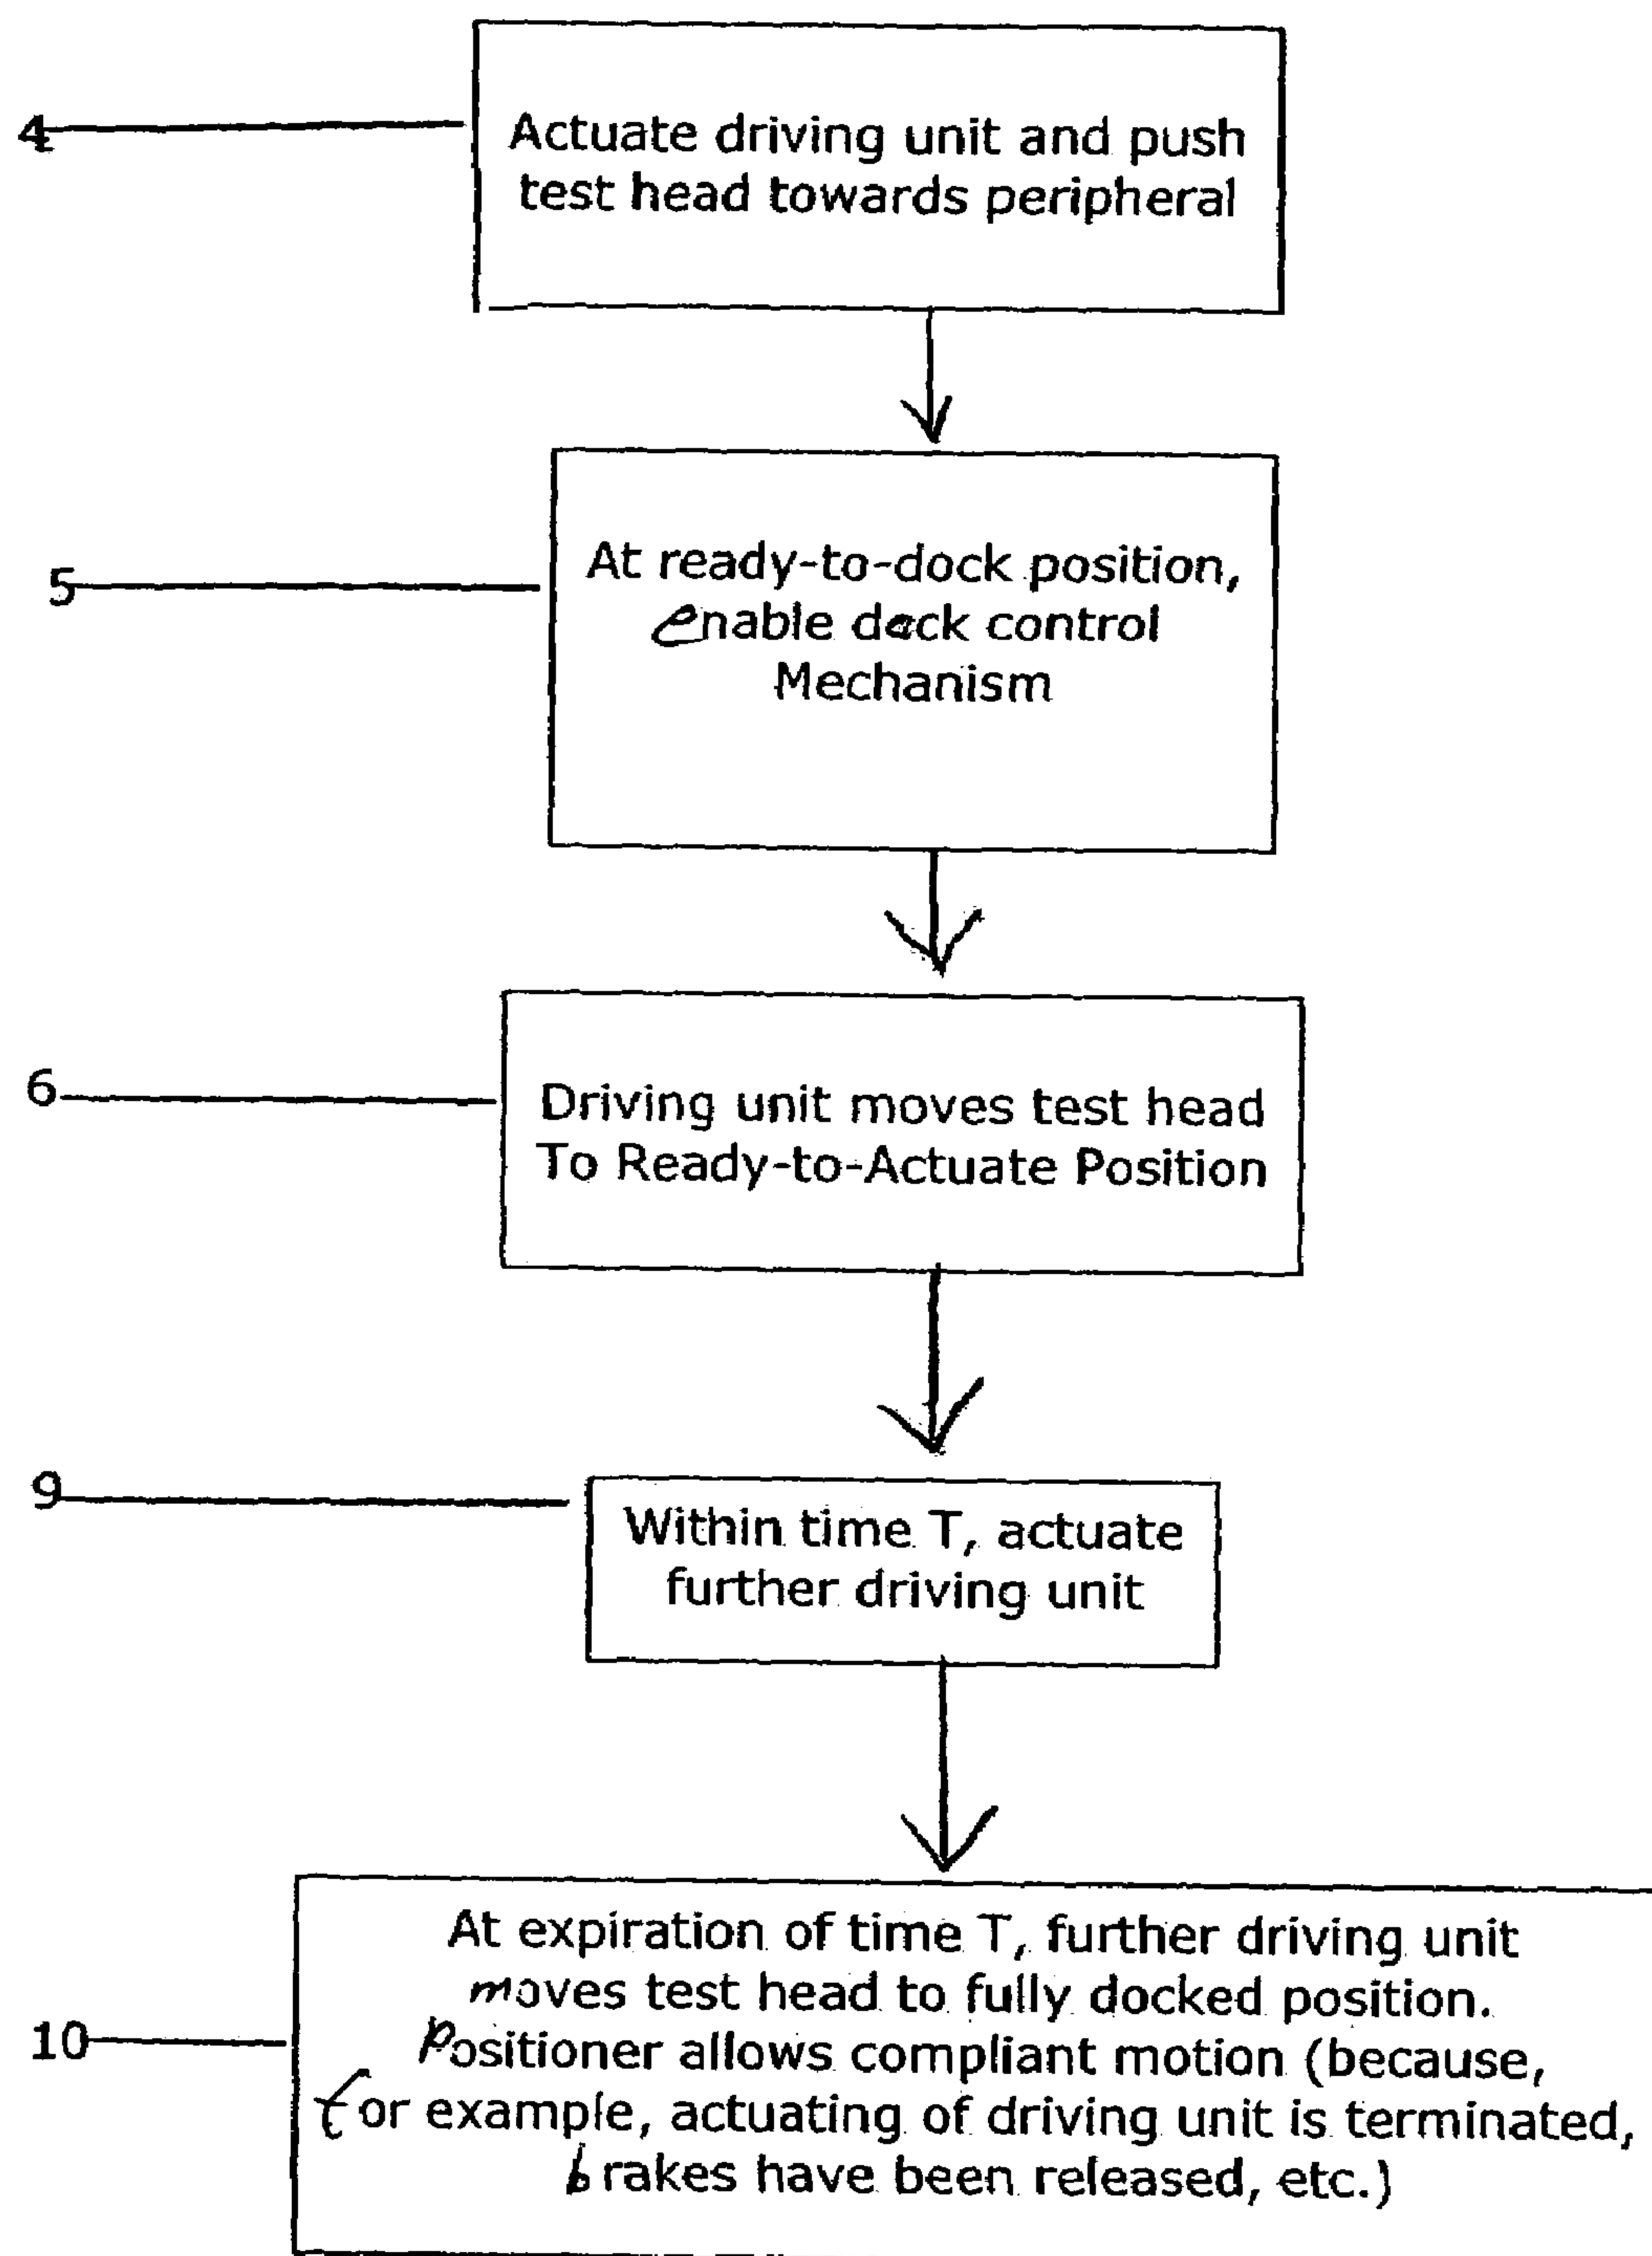 4
Actuate driving unit and push
test head towards peripheral
5
At ready-to-dock position,
enable dock control
Mechanism
6
Driving unit moves test head
To Ready-to-Actuate Position
9
Within time T, actuate
further driving unit
10
At expiration of time T, further driving unit
moves test head to fully docked position.
Positioner allows compliant motion (because,
for example, actuating of driving unit is terminated,
brakes have been released, etc.)